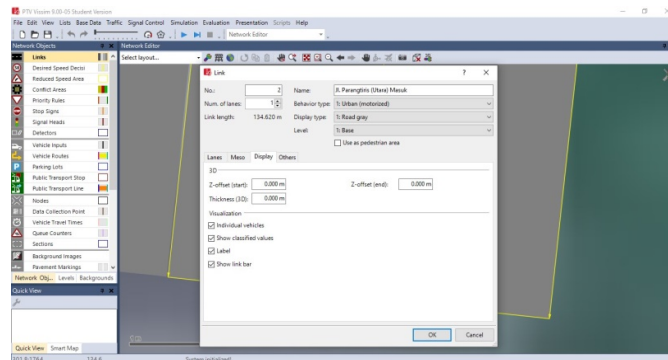 PTV Vissim 9.00-05 Student Version
File Edit View Lists Base Data Traffic Signal Control Simulation Evaluation Presentation Scripts Help
Network Editor
Network Objects
Network Editor
Links
Select layout...
Desired Speed Decisi
Reduced Speed Area
Conflict Areas
Priority Rules
Stop Signs
Signal Heads
Detectors
Vehicle Inputs
Vehicle Routes
Parking Lots
Public Transport Stop
Public Transport Line
Nodes
Data Collection Point
Vehicle Travel Times
Queue Counters
Sections
Background Images
Pavement Markings
Network Obj... Levels Backgrounds
Quick View
Quick View Smart Map
Link
? X
No.: 2 Name: Jl. Parangtritis (Utara) Masuk
Num. of lanes: 1 Behavior type: 1: Urban (motorized)
Link length: 134.620 m Display type: 1: Road gray
Level: 1: Base
Use as pedestrian area
Lanes Meso Display Others
3D
Z-offset (start): 0.000 m Z-offset (end): 0.000 m
Thickness (3D): 0.000 m
Visualization
Individual vehicles
Show classified values
Label
Show link bar
OK Cancel